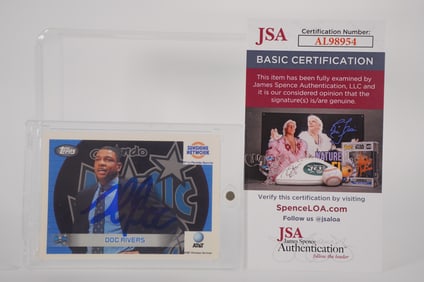 Topps
Orlando
MAGIC
SUNSHINE
NETWORK
DOC RIVERS
AT&T
JSA
Certification Number:
AL98954
BASIC CERTIFICATION
This item has been fully examined by
James Spence Authentication, LLC and
it is our considered opinion that the
signature(s) is/are genuine.
NATURE
JETS
Verify this certification by visiting
SpenceLOA.com
Follow us @jsaloa
JSA
James Spence
Authentication